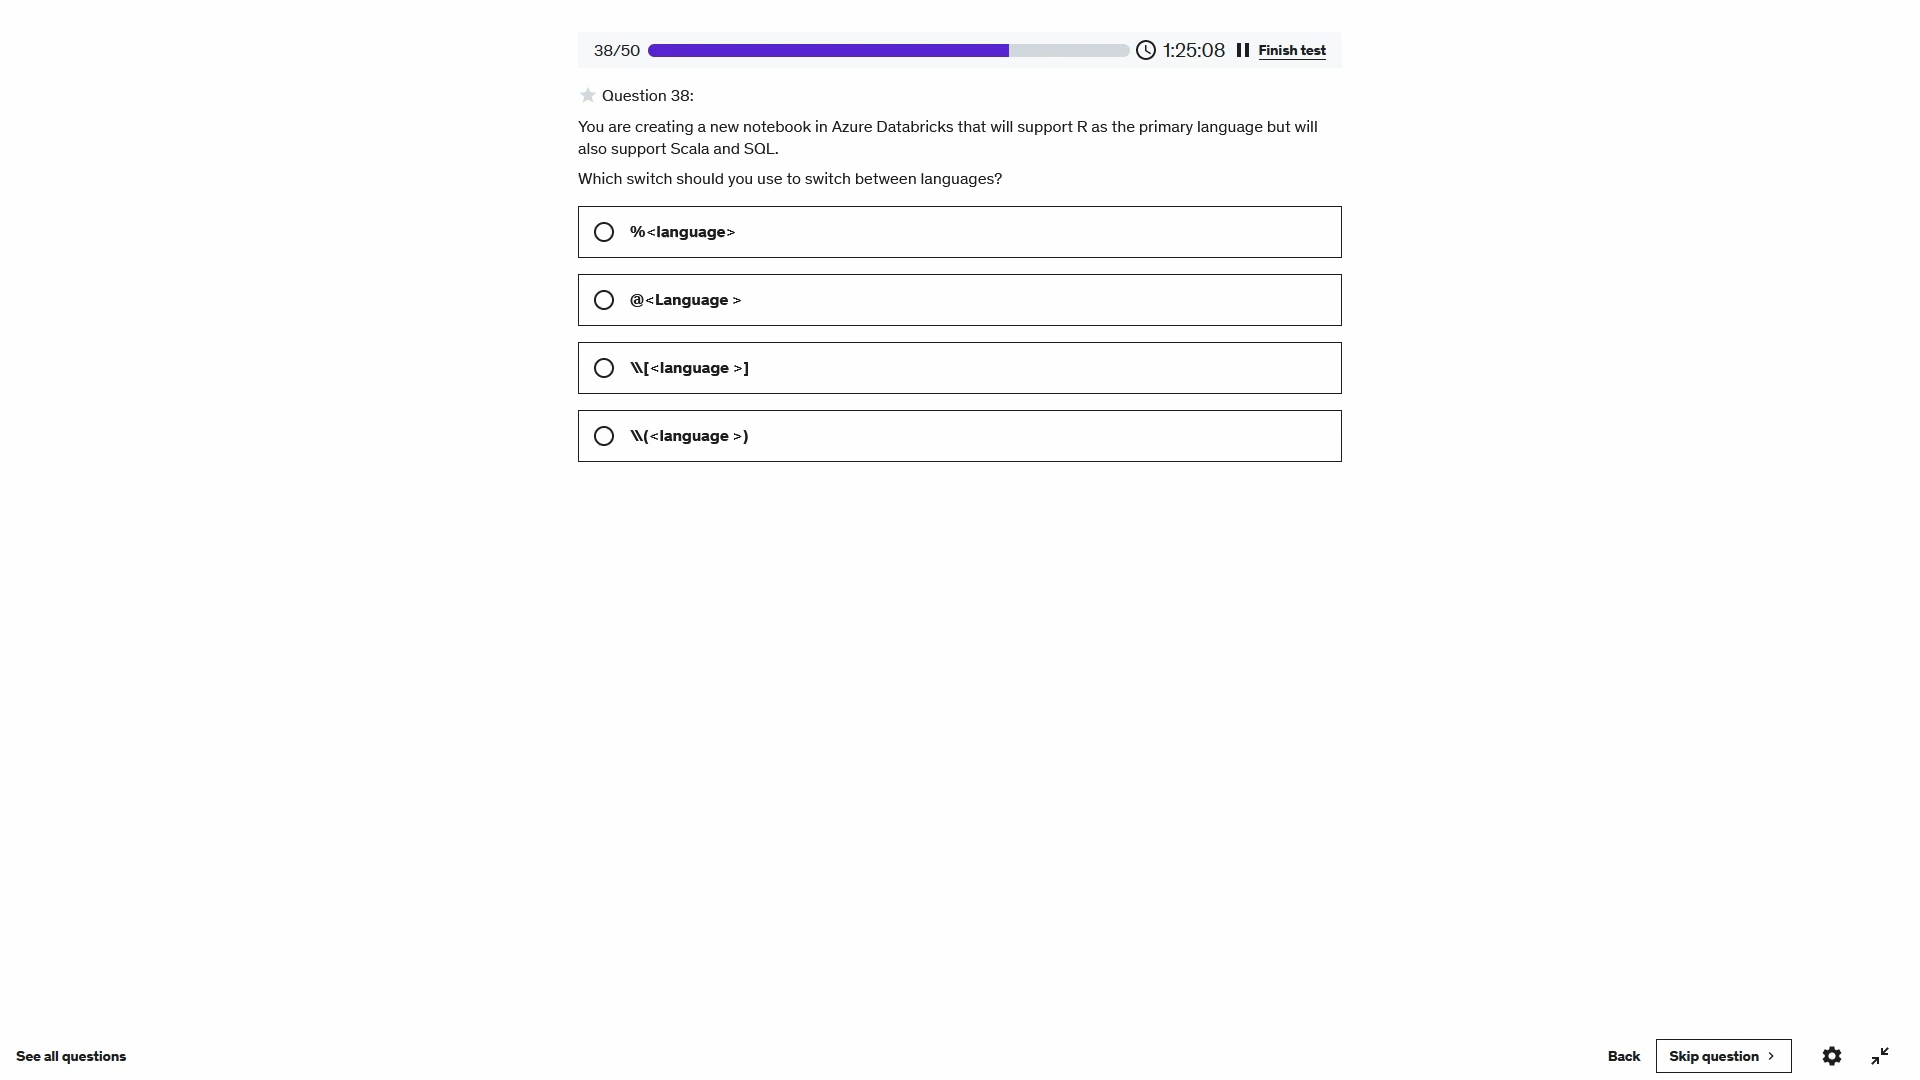 38/50 1:25:08 Finish test
Question 38:
You are creating a new notebook in Azure Databricks that will support R as the primary language but will
also support Scala and SQL.
Which switch should you use to switch between languages?
%<language>
@<Language >
\\[<language >]
\\(<language >)
See all questions Back Skip question